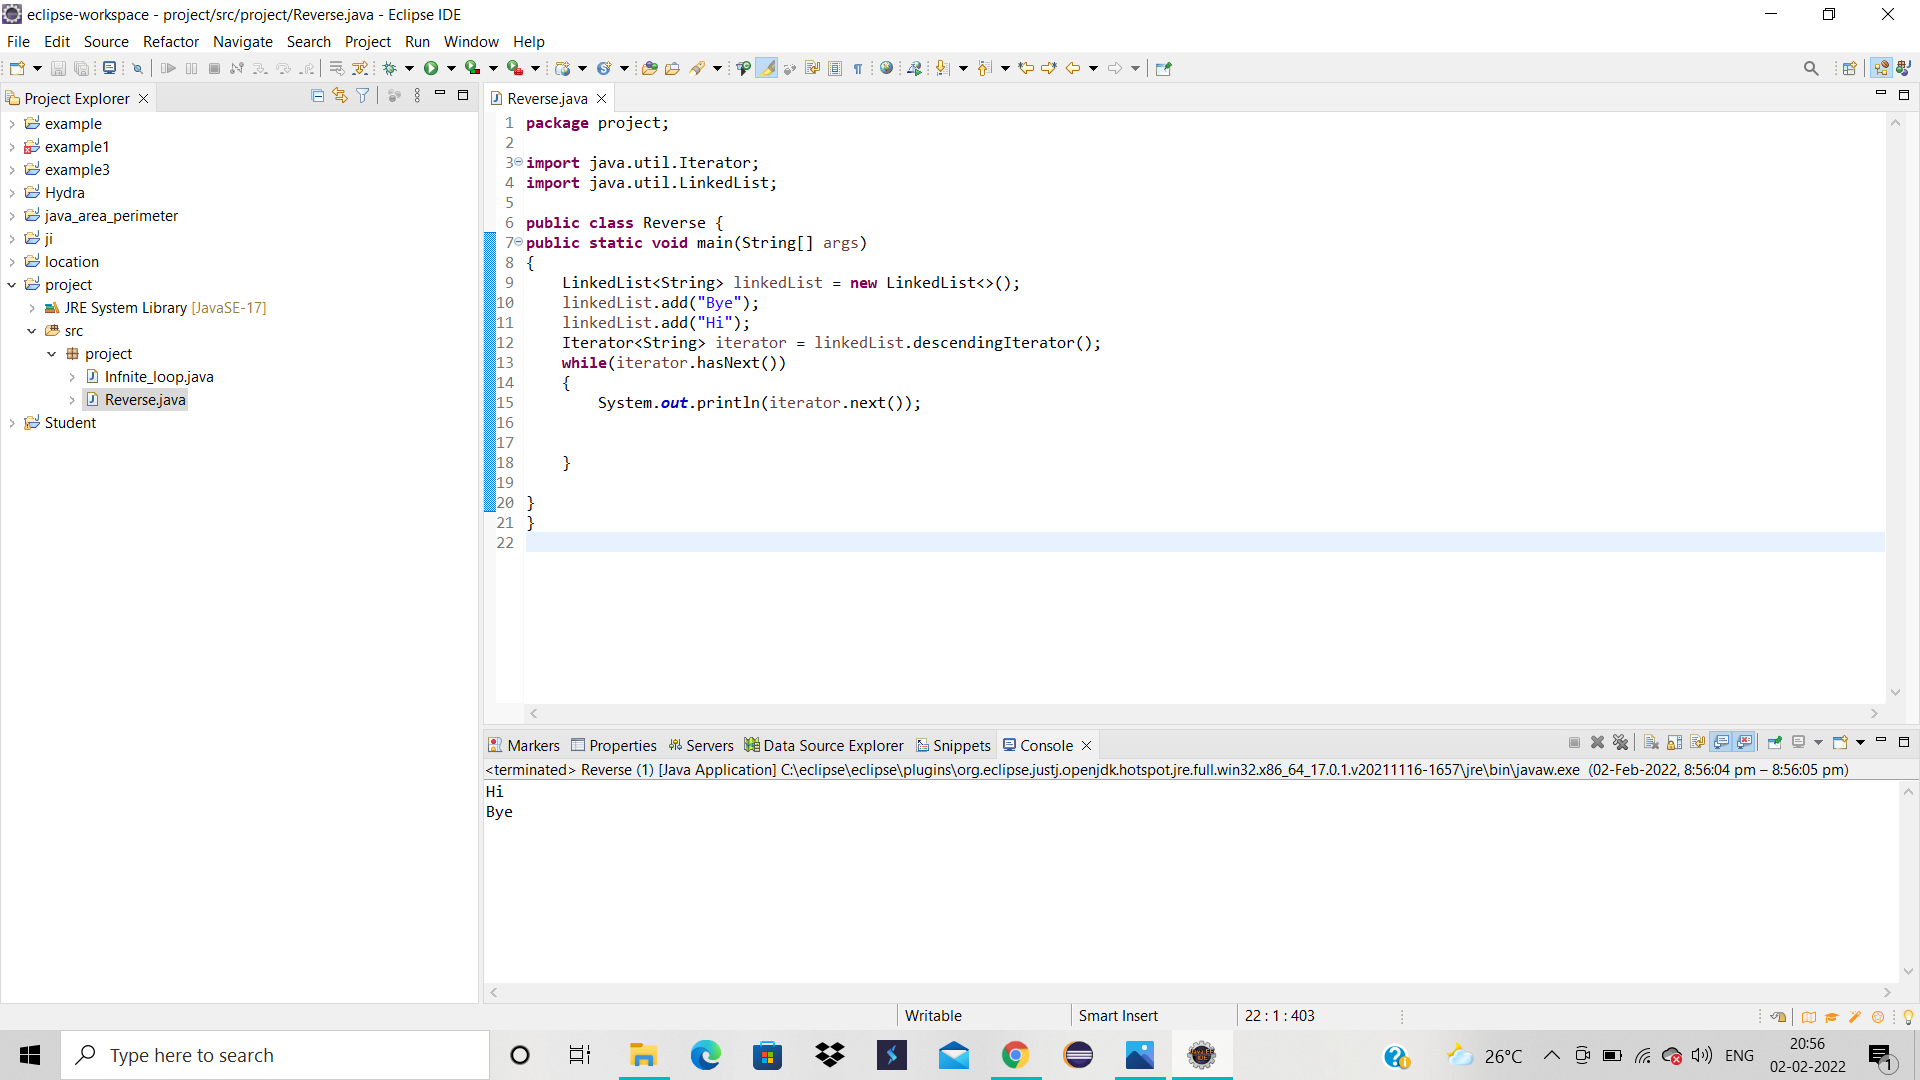 eclipse-workspace - project/src/project/Reverse.java - Eclipse IDE
File Edit Source Refactor Navigate Search Project Run Window Help
Project Explorer
example
example1
example3
Hydra
java_area_perimeter
ji
location
project
JRE System Library [JavaSE-17]
src
project
Infnite_loop.java
Reverse.java
Student
Reverse.java
1 package project;
2
3 import java.util.Iterator;
4 import java.util.LinkedList;
5
6 public class Reverse {
7 public static void main(String[] args)
8 {
9 LinkedList<String> linkedList = new LinkedList<>();
10 linkedList.add("Bye");
11 linkedList.add("Hi");
12 Iterator<String> iterator = linkedList.descendingIterator();
13 while(iterator.hasNext())
14 {
15 System.out.println(iterator.next());
16
17
18 }
19
20 }
21 }
22
Markers Properties Servers Data Source Explorer Snippets Console
<terminated> Reverse (1) [Java Application] C:\eclipse\eclipse\plugins\org.eclipse.justj.openjdk.hotspot.jre.full.win32.x86_64_17.0.1.v20211116-1657\jre\bin\javaw.exe (02-Feb-2022, 8:56:04 pm – 8:56:05 pm)
Hi
Bye
Writable Smart Insert 22 : 1 : 403
Type here to search
26°C ENG
20:56
02-02-2022
1